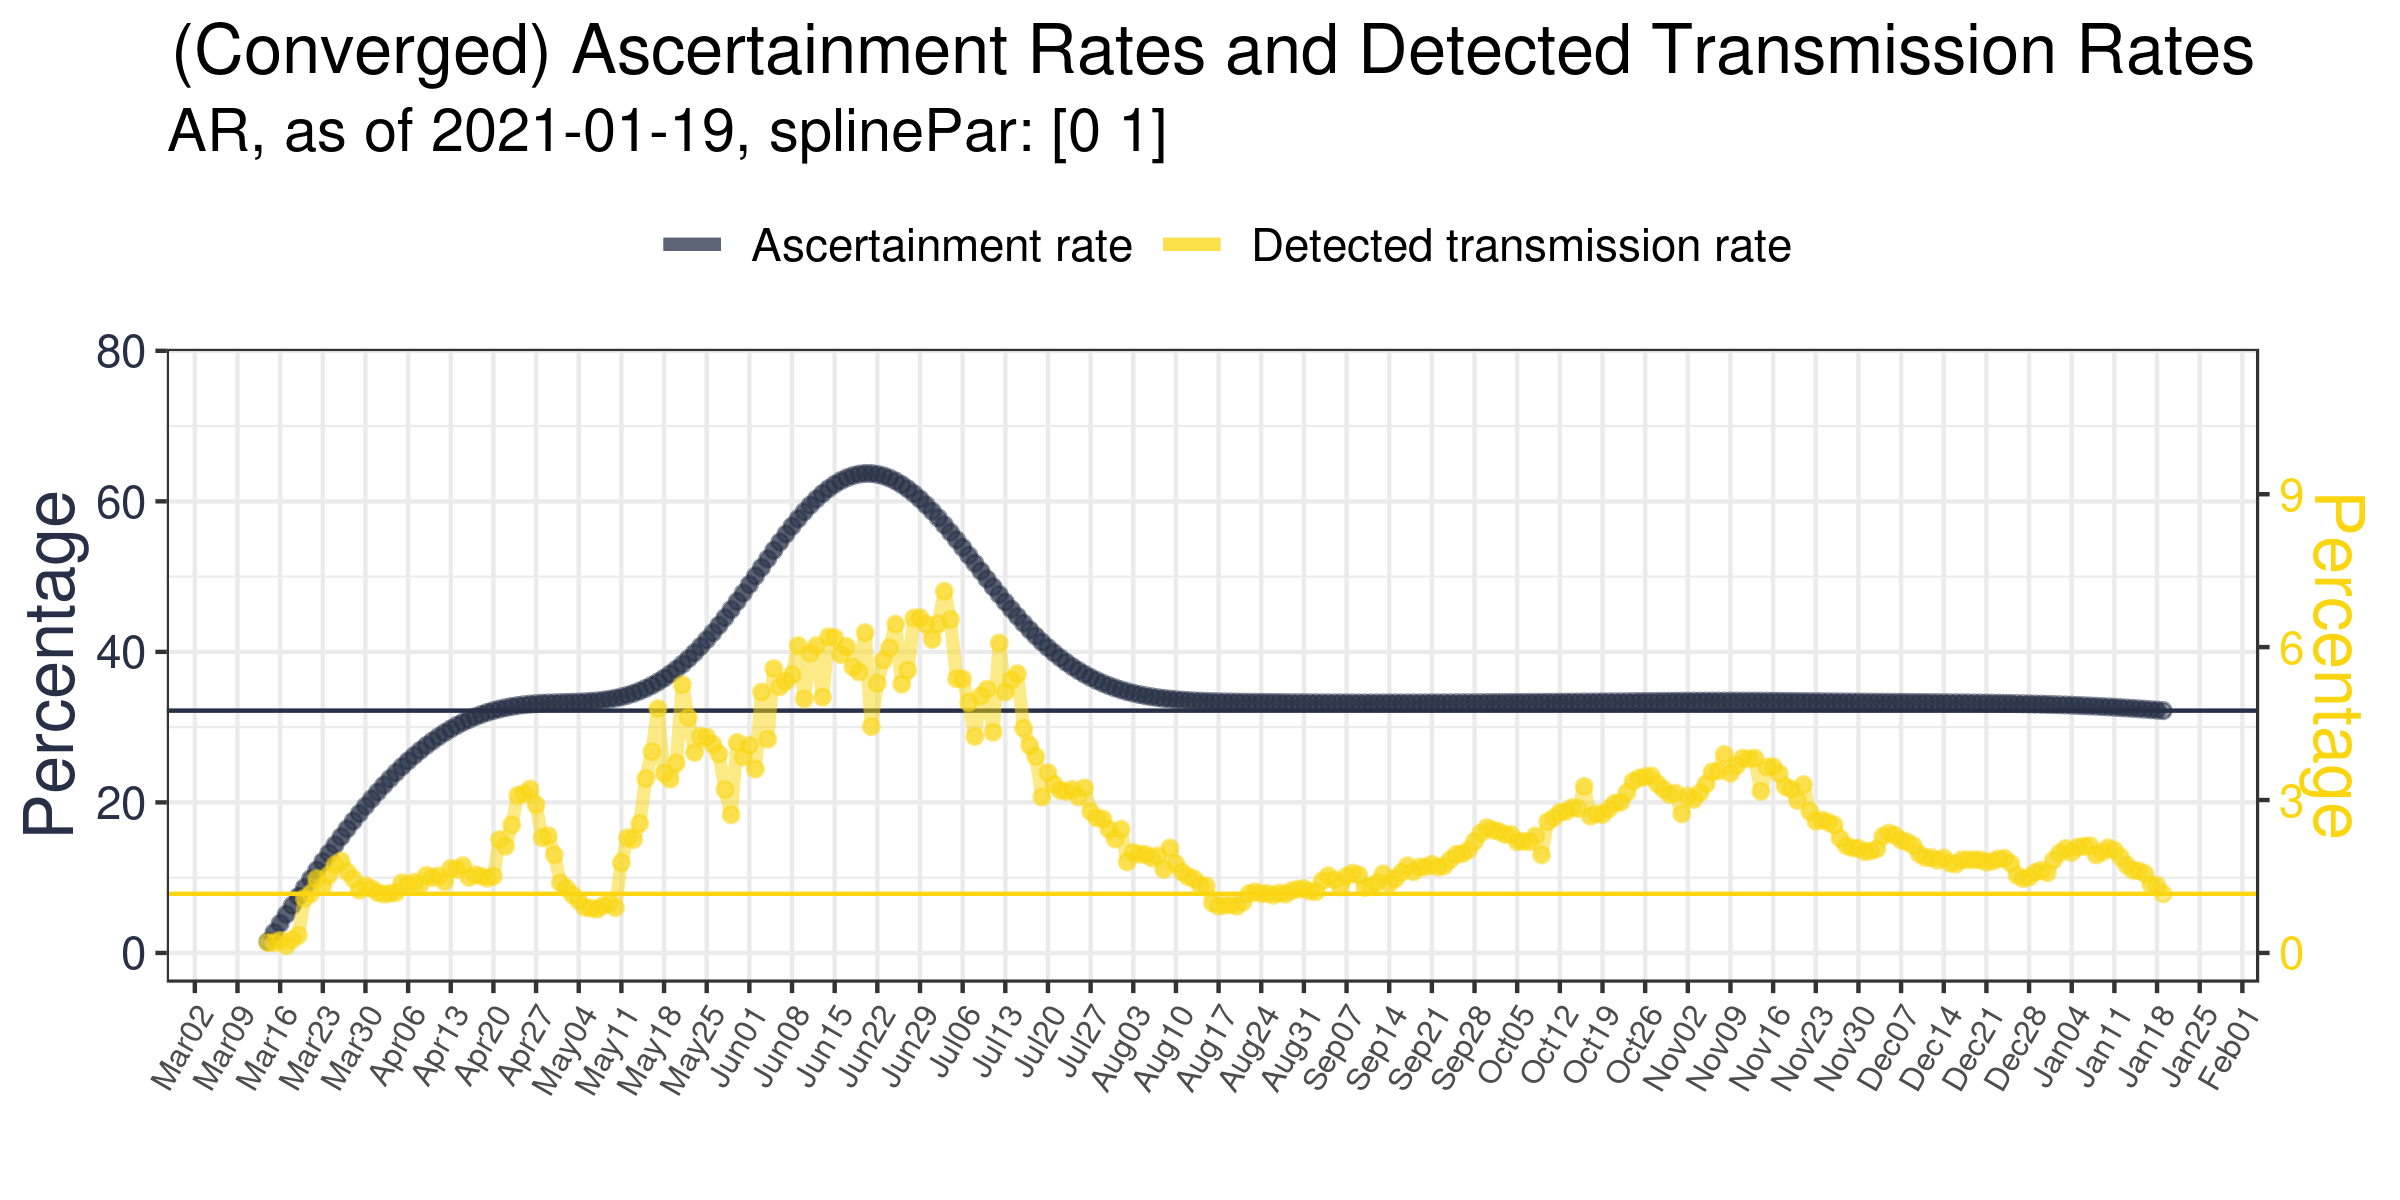 (Converged) Ascertainment Rates and Detected Transmission Rates
AR, as of 2021-01-19, splinePar: [0 1]
Ascertainment rate
Detected transmission rate
Percentage
80
60
40
20
0
9
6
3
0
Percentage
Mar02
Mar09
Mar16
Mar23
Mar30
Apr06
Apr13
Apr20
Apr27
May04
May11
May18
May25
Jun01
Jun08
Jun15
Jun22
Jun29
Jul06
Jul13
Jul20
Jul27
Aug03
Aug10
Aug17
Aug24
Aug31
Sep07
Sep14
Sep21
Sep28
Oct05
Oct12
Oct19
Oct26
Nov02
Nov09
Nov16
Nov23
Nov30
Dec07
Dec14
Dec21
Dec28
Jan04
Jan11
Jan18
Jan25
Feb01